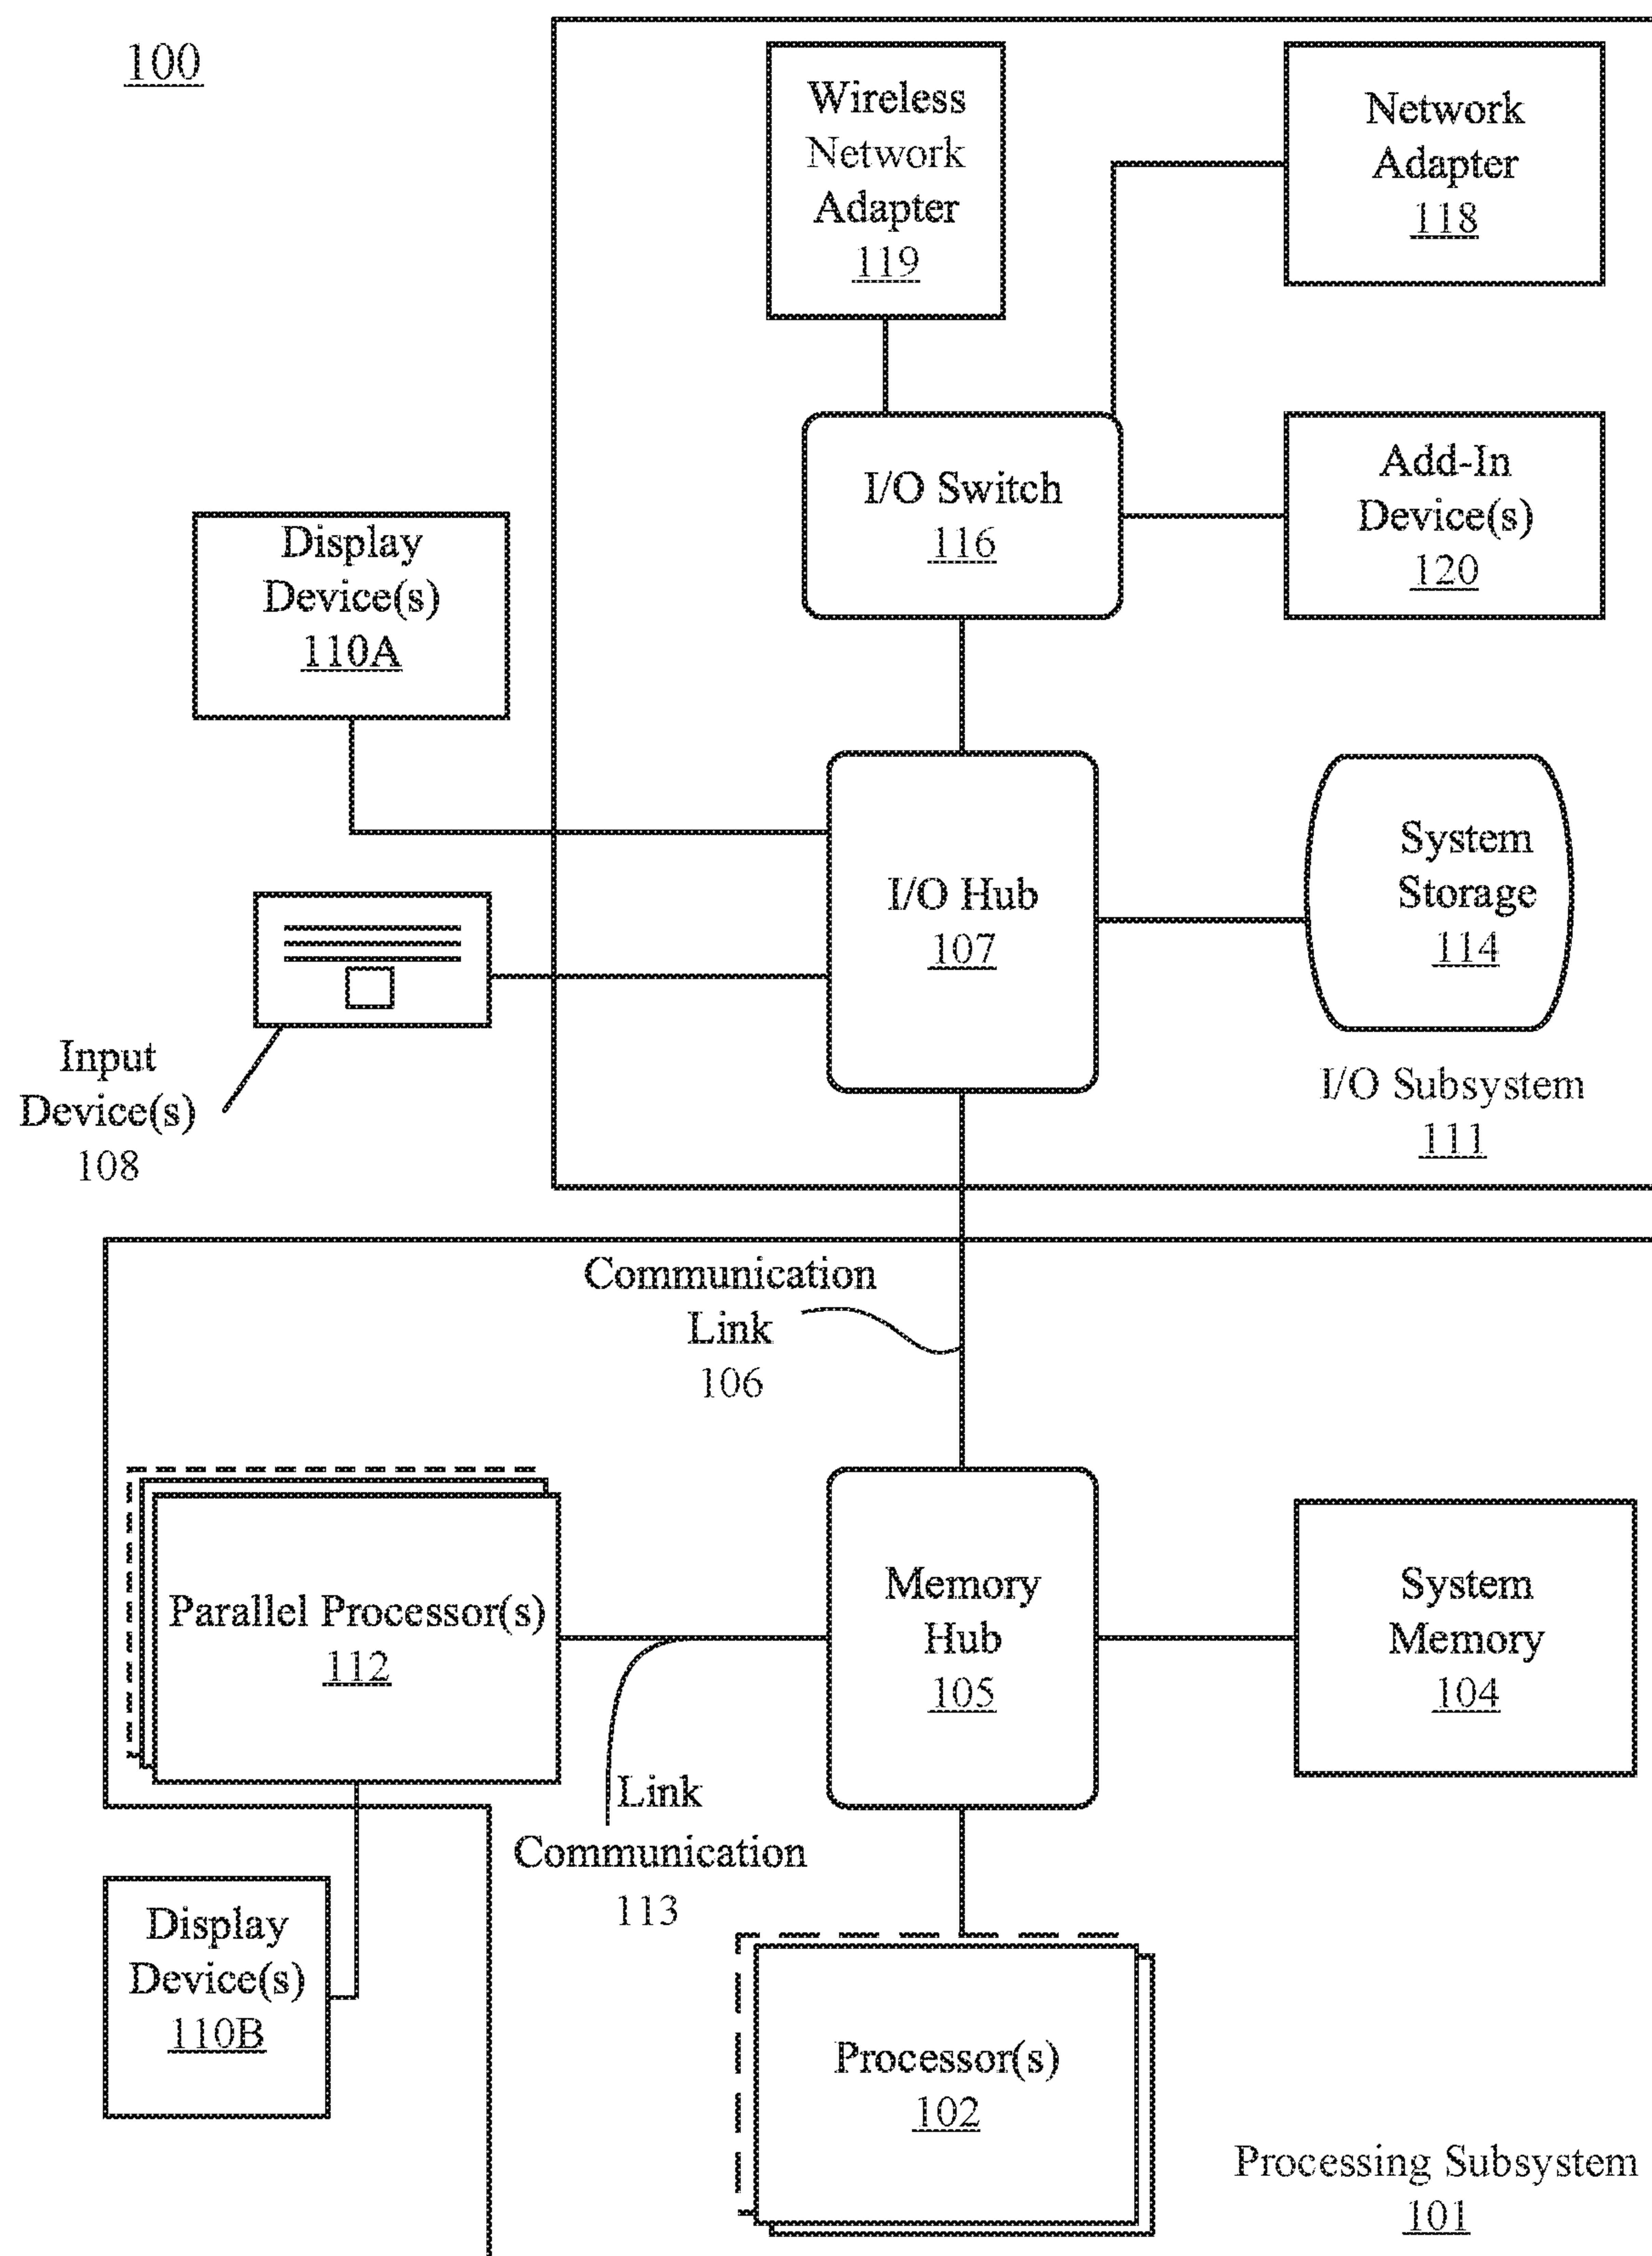 100
Wireless
Network
Adapter
119
Network
Adapter
118
I/O Switch
116
Add-In
Device(s)
120
Display
Device(s)
110A
I/O Hub
107
System
Storage
114
Input
Device(s)
108
I/O Subsystem
111
Communication
Link
106
Parallel Processor(s)
112
Memory
Hub
105
System
Memory
104
Link
Communication
113
Display
Device(s)
110B
Processor(s)
102
Processing Subsystem
101